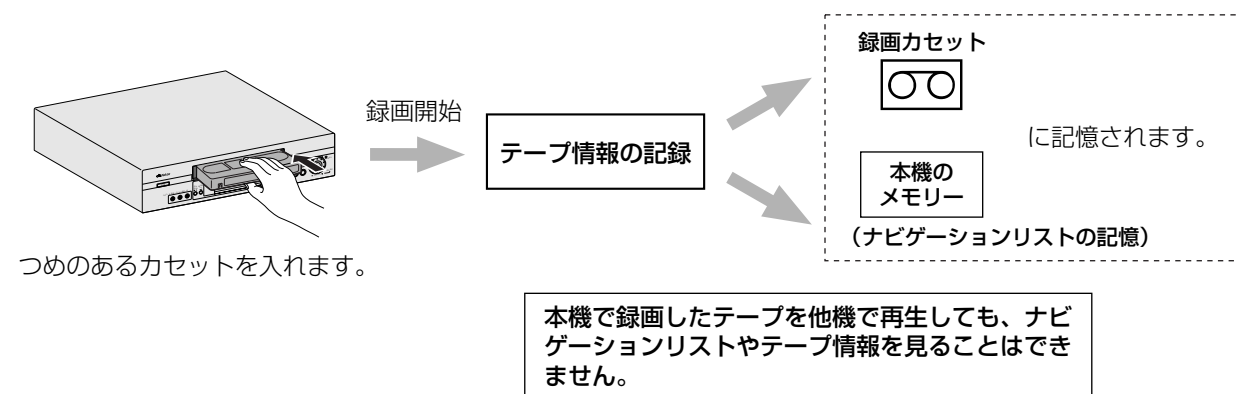 録画カセット
録画開始
に記憶されます。
テープ情報の記録
本機の
メモリー
(ナビゲーションリストの記憶)
つめのあるカセットを入れます。
本機で録画したテープを他機で再生しても、ナビ
ゲーションリストやテープ情報を見ることはでき
ません。